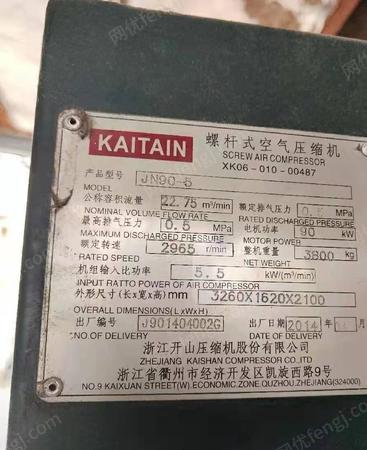 KAITAIN 螺杆式空气压缩机
SCREW AIR COMPRESSOR
XK06-010-00487
产品型号 JN90-5
MODEL
公称容积流量 22.75 m³/min 额定排气压力 MPa
NOMINAL VOLUME FLOW RATE RATED DISCHARGED PRESSURE
最高排气压力 0.5 MPa 电机功率 90 kW
MAXIMUM DISCHARGED PRESSURE MOTOR POWER
额定转速 2965 r/min 整机重量 3800 kg
RATED SPEED NET WEIGHT
机组输入比功率 5.5 kW/(m³/min)
INPUT RATTO POWER OF AIR COMPRESSOR
外形尺寸(长x宽x高)mm 3260X1620X2100
OVERALL DIMENSIONS(LxWxH)
出厂编号 J901404002G 出厂日期 2014年 月
NO.OF DELIVERY NO.OF DELIVERY
浙江开山压缩机股份有限公司
ZHEJIANG KAISHAN COMPRESSOR CO.,LTD
浙江省衢州市经济开发区凯旋西路9号
NO.9 KAIXUAN STREET(W).ECONOMIC.ZONE.QUZHOU.ZHEJIANG(324000)